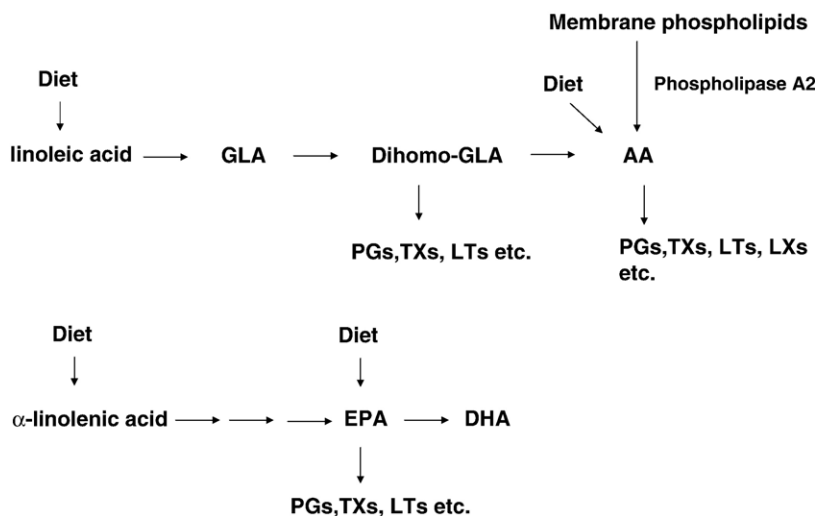 Membrane phospholipids
Diet
Diet
Phospholipase A2
linoleic acid
GLA
Dihomo-GLA
AA
PGs,TXs, LTs etc.
PGs,TXs, LTs, LXs
etc.
Diet
Diet
α-linolenic acid
EPA
DHA
PGs,TXs, LTs etc.